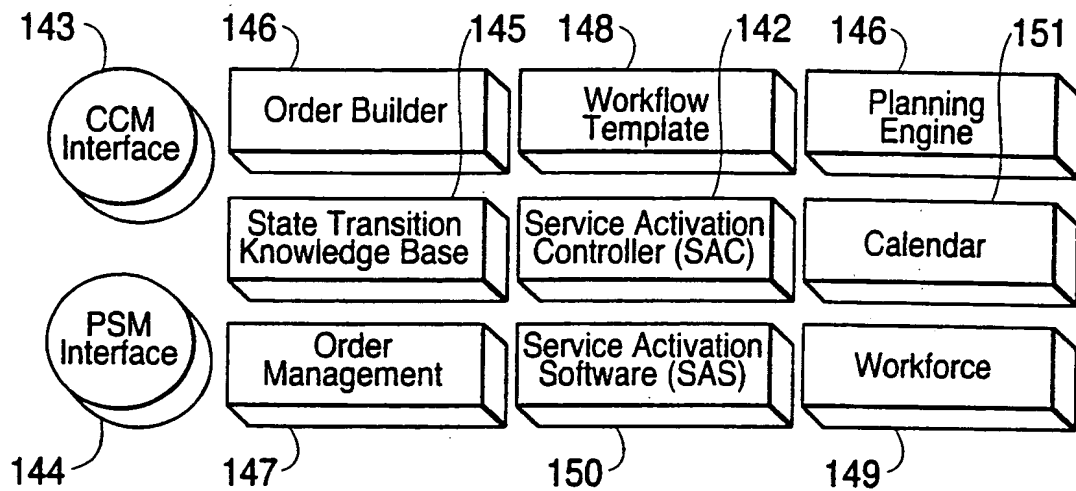 143
146
145
148
142
146
151
CCM
Interface
Order Builder
Workflow
Template
Planning
Engine
State Transition
Knowledge Base
Service Activation
Controller (SAC)
Calendar
PSM
Interface
Order
Management
Service Activation
Software (SAS)
Workforce
144
147
150
149